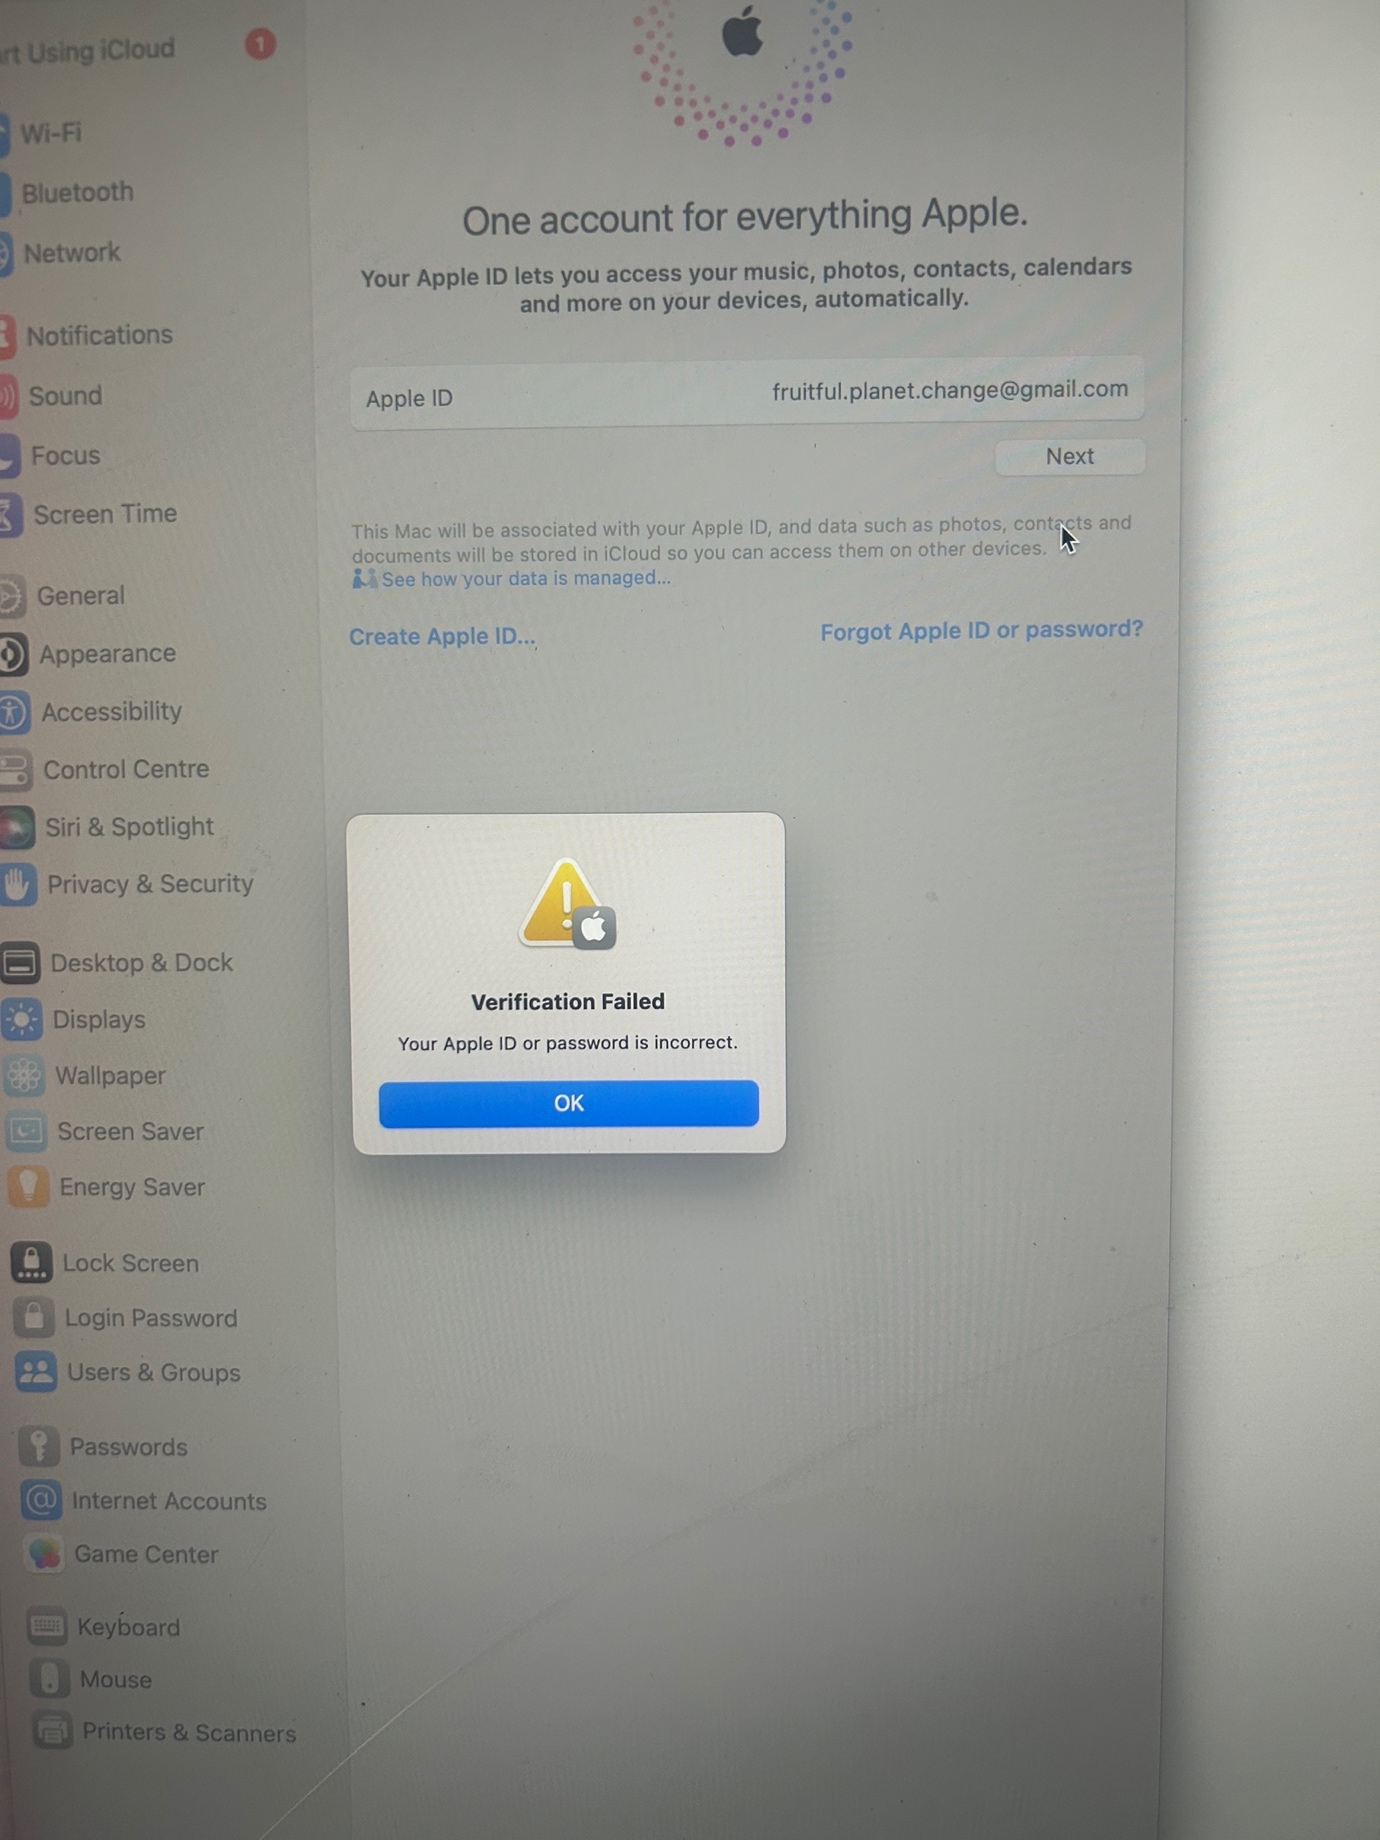 rt Using iCloud
1
Wi-Fi
Bluetooth
Network
Notifications
Sound
Focus
Screen Time
General
Appearance
Accessibility
Control Centre
Siri & Spotlight
Privacy & Security
Desktop & Dock
Displays
Wallpaper
Screen Saver
Energy Saver
Lock Screen
Login Password
Users & Groups
Passwords
Internet Accounts
Game Center
Keyboard
Mouse
Printers & Scanners
One account for everything Apple.
Your Apple ID lets you access your music, photos, contacts, calendars
and more on your devices, automatically.
Apple ID
fruitful.planet.change@gmail.com
Next
This Mac will be associated with your Apple ID, and data such as photos, contacts and
documents will be stored in iCloud so you can access them on other devices.
See how your data is managed...
Create Apple ID...
Forgot Apple ID or password?
Verification Failed
Your Apple ID or password is incorrect.
OK